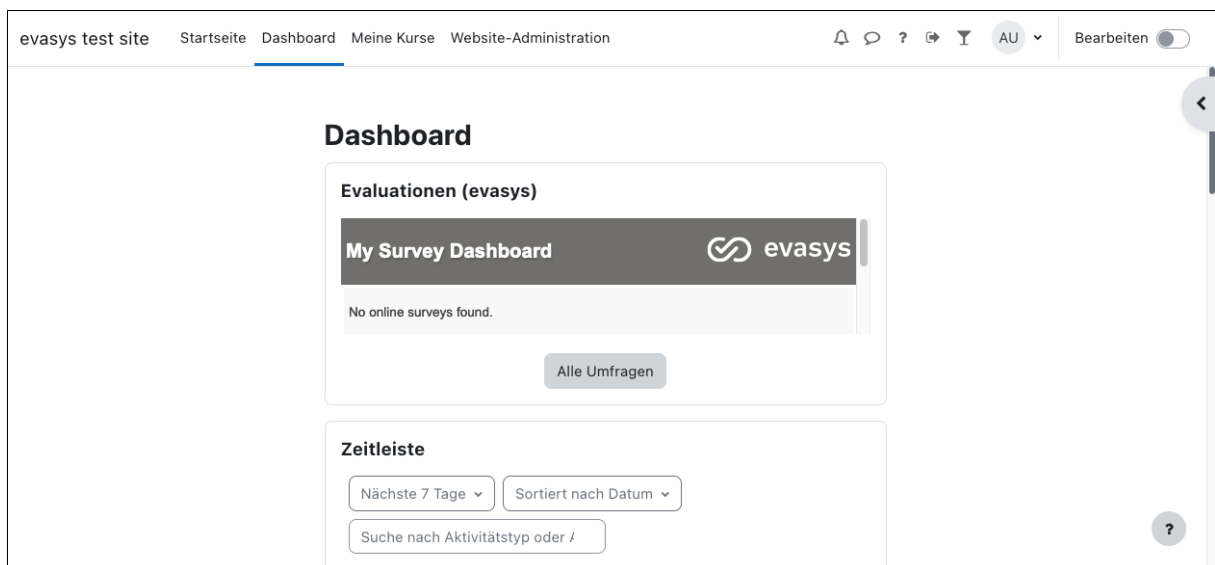 evasys test site Startseite Dashboard Meine Kurse Website-Administration ? AU Bearbeiten
Dashboard
Evaluationen (evasys)
My Survey Dashboard evasys
No online surveys found.
Alle Umfragen
Zeitleiste
Nächste 7 Tage Sortiert nach Datum
Suche nach Aktivitätstyp oder A
?